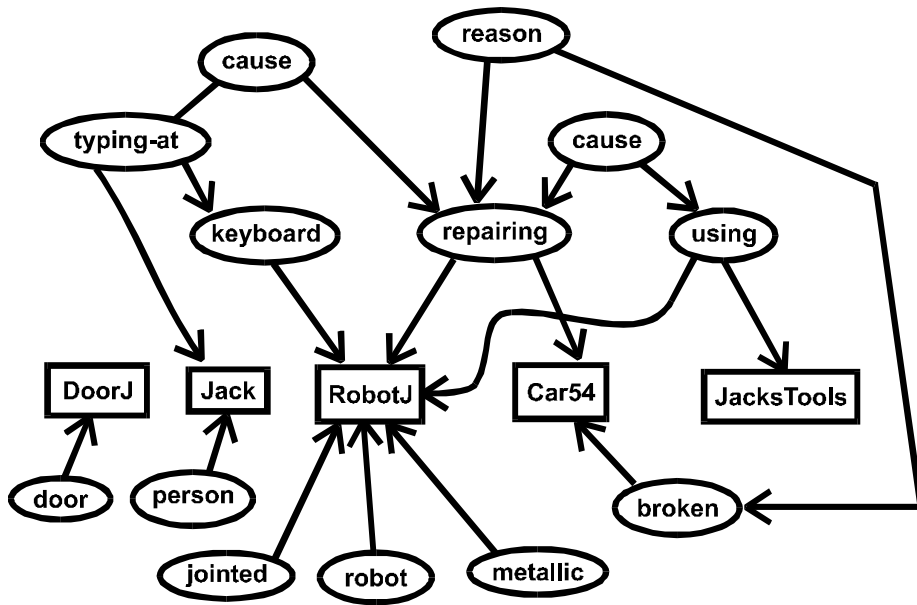 reason
cause
typing-at
cause
keyboard
repairing
using
DoorJ
Jack
RobotJ
Car54
JacksTools
door
person
broken
jointed
robot
metallic